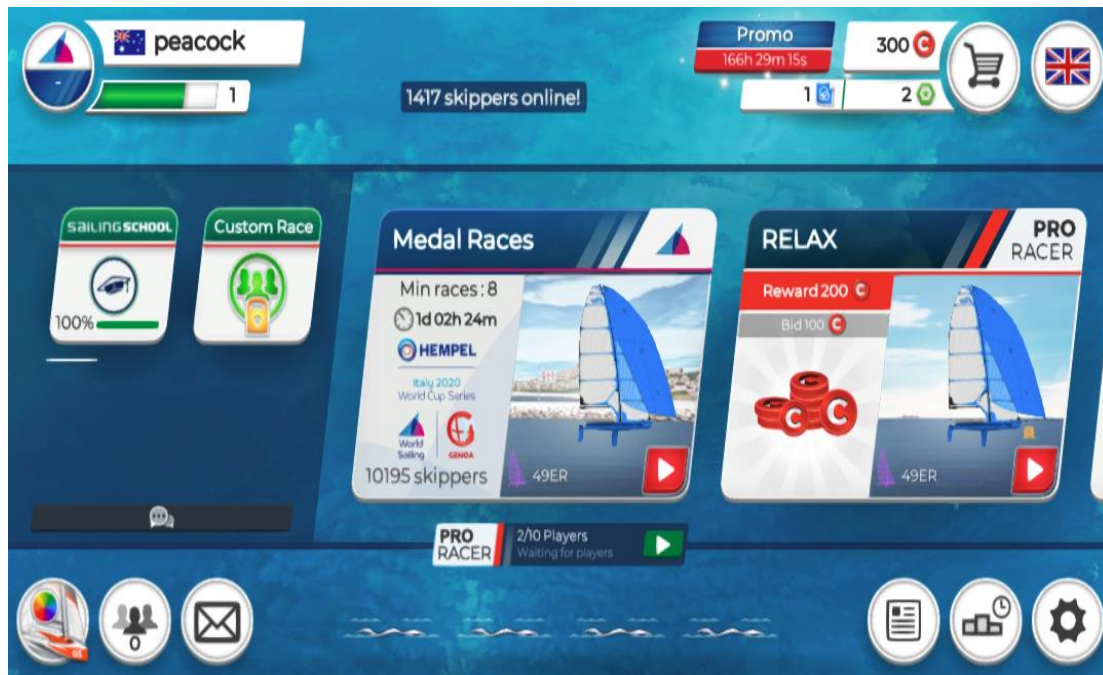 peacock
1
1417 skippers online!
Promo
166h 29m 15s
300 C
1
2
SAILINGSCHOOL
100%
Custom Race
Medal Races
Min races : 8
1d 02h 24m
HEMPEL
Italy 2020
World Cup Series
World
Sailing
GENOA
10195 skippers
49ER
RELAX
PRO
RACER
Reward 200 C
Bid 100 C
C
C
C
49ER
PRO
RACER
2/10 Players
Waiting for players
0